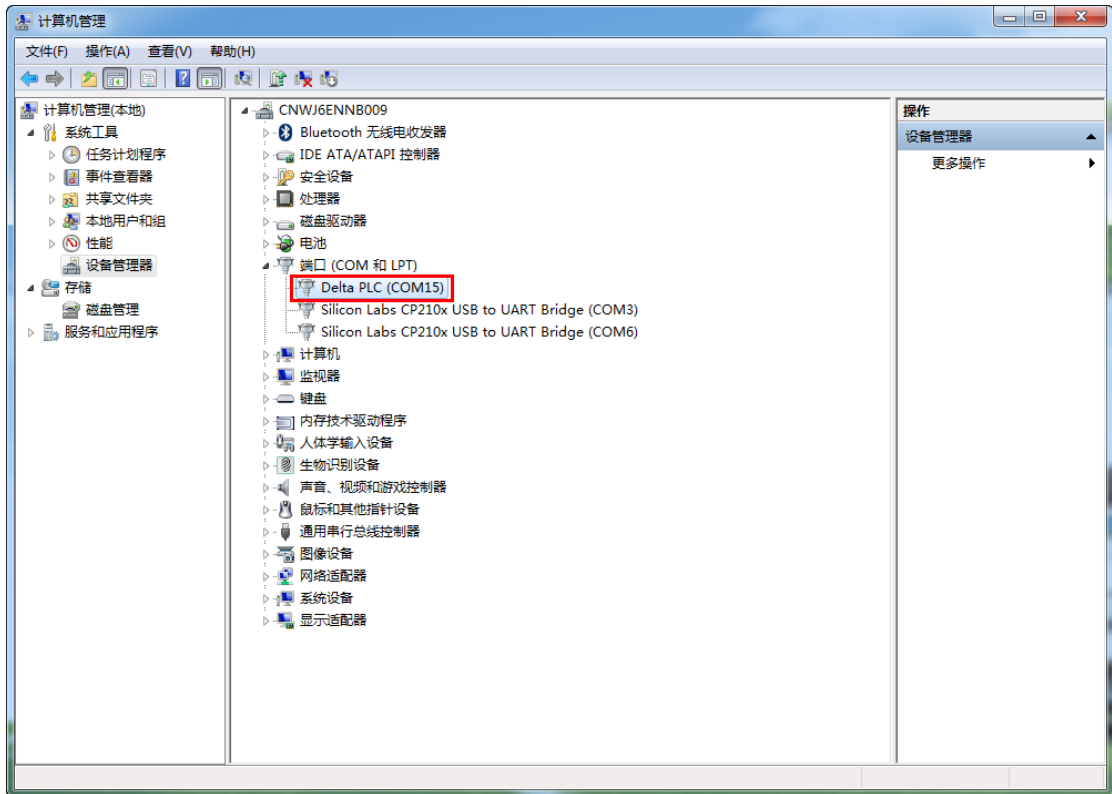 计算机管理
文件(F) 操作(A) 查看(V) 帮助(H)
计算机管理(本地)
系统工具
任务计划程序
事件查看器
共享文件夹
本地用户和组
性能
设备管理器
存储
磁盘管理
服务和应用程序
CNWJ6ENNB009
Bluetooth 无线电收发器
IDE ATA/ATAPI 控制器
安全设备
处理器
磁盘驱动器
电池
端口 (COM 和 LPT)
Delta PLC (COM15)
Silicon Labs CP210x USB to UART Bridge (COM3)
Silicon Labs CP210x USB to UART Bridge (COM6)
计算机
监视器
键盘
内存技术驱动程序
人体学输入设备
生物识别设备
声音、视频和游戏控制器
鼠标和其他指针设备
通用串行总线控制器
图像设备
网络适配器
系统设备
显示适配器
操作
设备管理器
更多操作